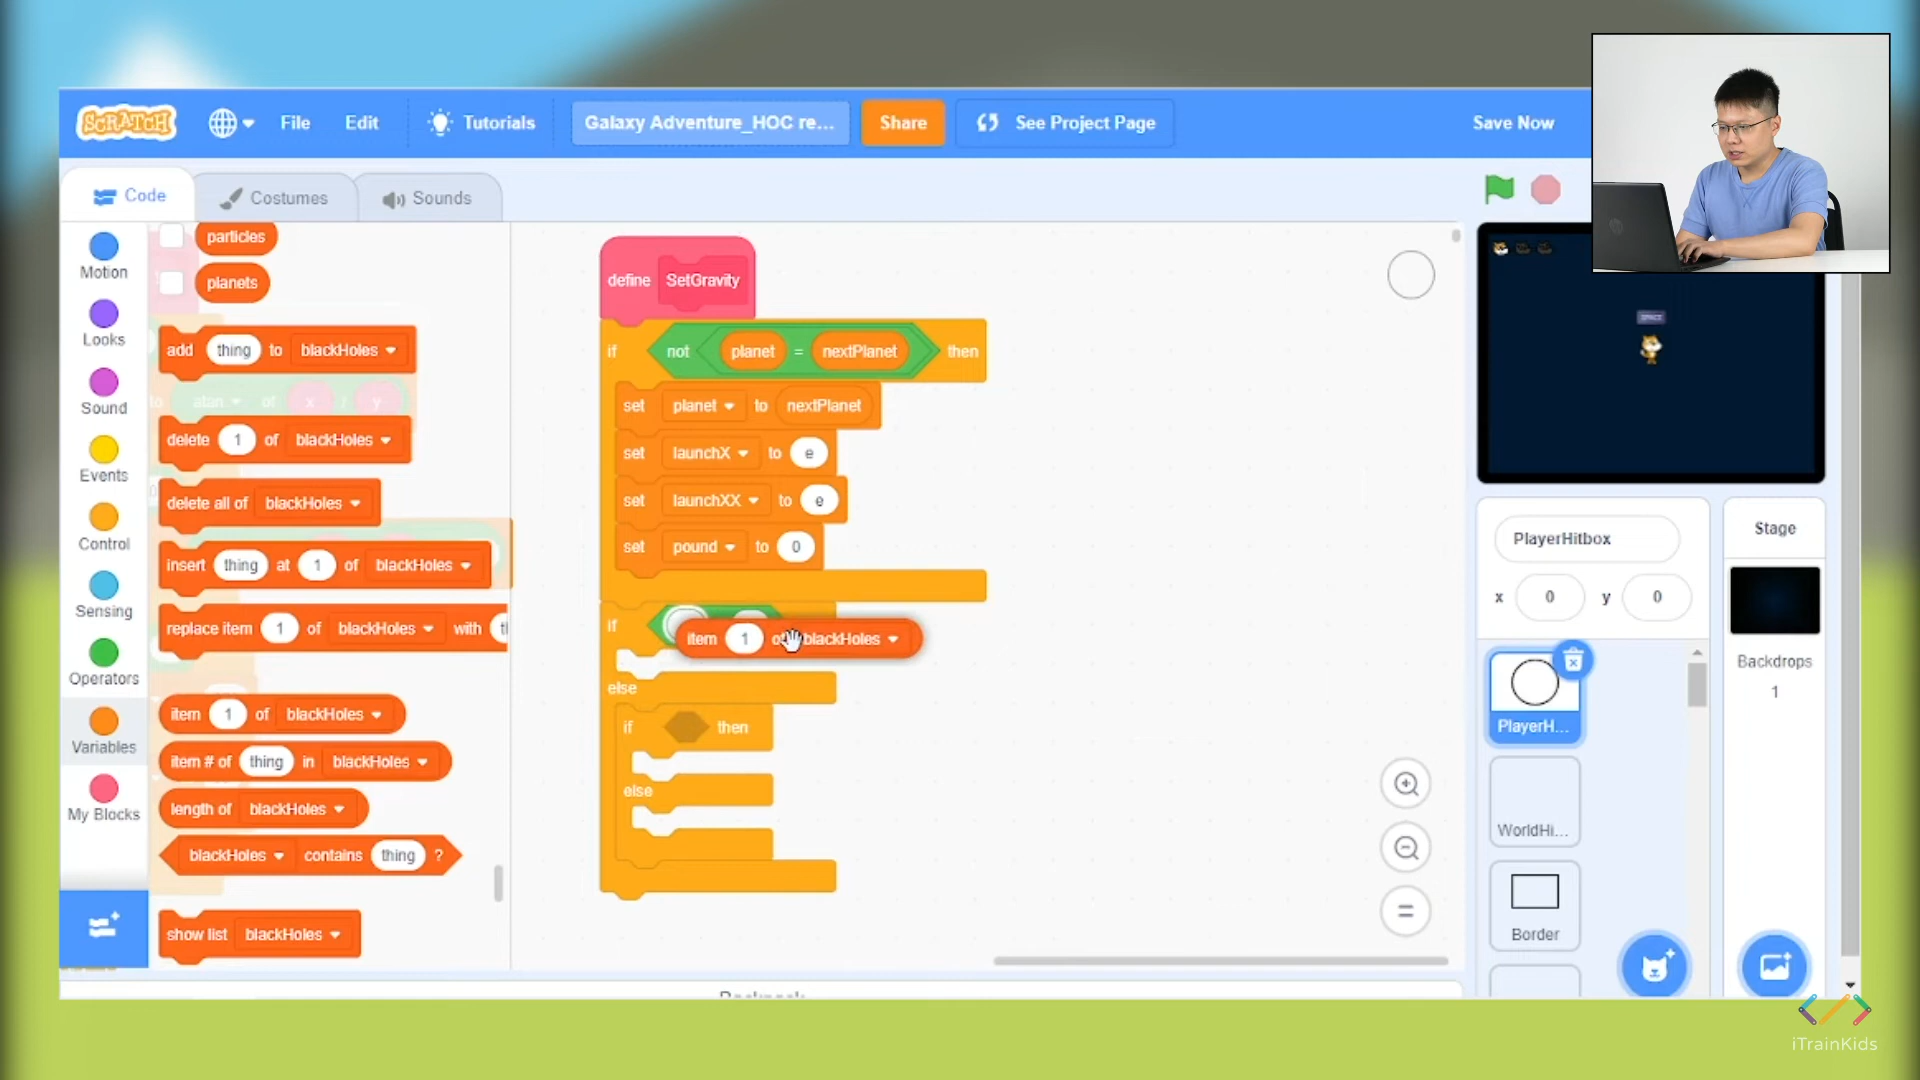 SCRATCH File Edit Tutorials Galaxy Adventure_HOC re... Share See Project Page Save Now
Code Costumes Sounds
Motion
Looks
Sound
Events
Control
Sensing
Operators
Variables
My Blocks
particles
planets
add thing to blackHoles
atan of x / y
delete 1 of blackHoles
delete all of blackHoles
insert thing at 1 of blackHoles
replace item 1 of blackHoles with
item 1 of blackHoles
item # of thing in blackHoles
length of blackHoles
blackHoles contains thing ?
show list blackHoles
define SetGravity
if not planet = nextPlanet then
set planet to nextPlanet
set launchX to e
set launchXX to e
set pound to 0
if
item 1 of blackHoles
else
if then
else
SPACE
PlayerHitbox
x 0 y 0
PlayerH...
WorldHi...
Border
Stage
Backdrops
1
iTrainKids